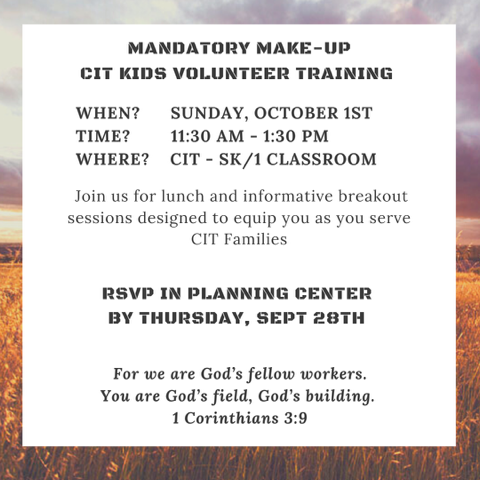 MANDATORY MAKE-UP
CIT KIDS VOLUNTEER TRAINING
WHEN? SUNDAY, OCTOBER 1ST
TIME? 11:30 AM - 1:30 PM
WHERE? CIT - SK/1 CLASSROOM
Join us for lunch and informative breakout
sessions designed to equip you as you serve
CIT Families
RSVP IN PLANNING CENTER
BY THURSDAY, SEPT 28TH
For we are God's fellow workers.
You are God's field, God's building.
1 Corinthians 3:9